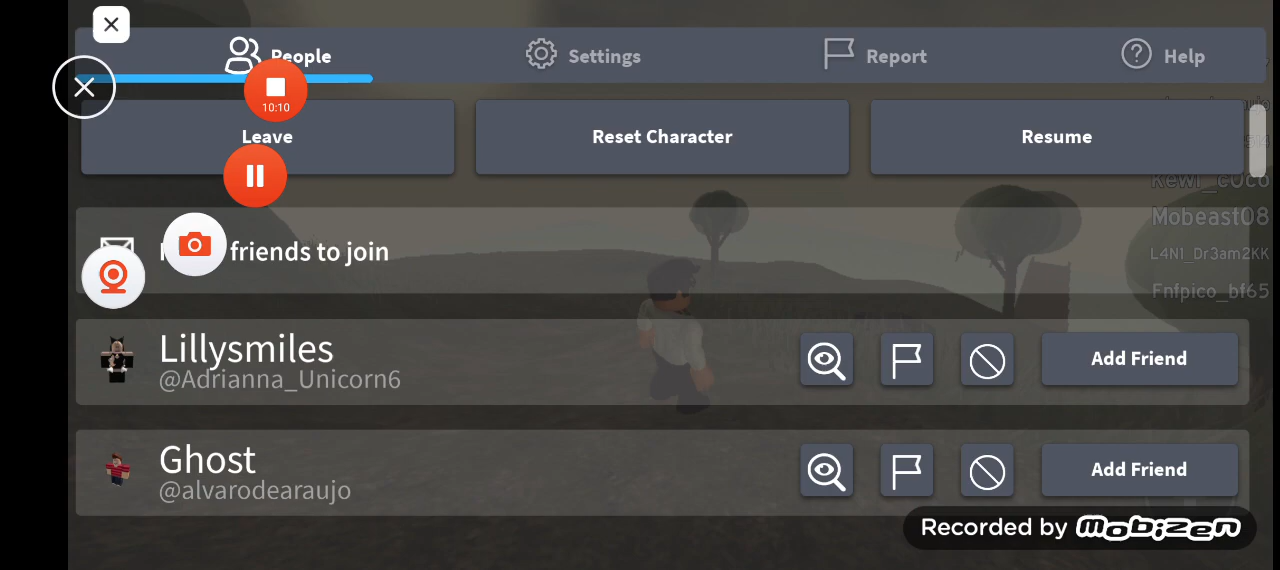 People
Settings
Report
Help
10:10
Leave
Reset Character
Resume
Kewl_c0c0
Mobeast08
L4N1_Dr3am2KK
Fnfpico_bf65
friends to join
Lillysmiles
@Adrianna_Unicorn6
Add Friend
Ghost
@alvarodearaujo
Add Friend
Recorded by mobizen